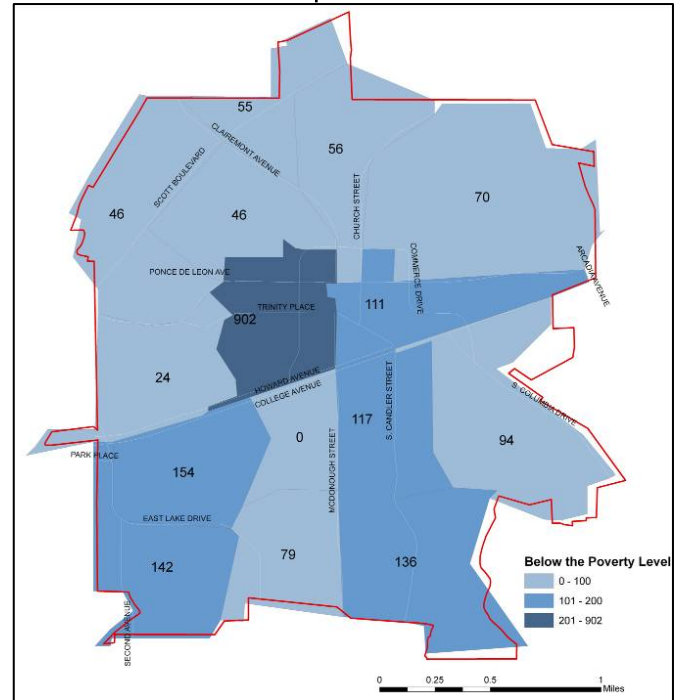 55
CLAIREMONT AVENUE
56
SCOTT BOULEVARD
CHURCH STREET
70
46
46
COMMERCE DRIVE
ARCADIA AVENUE
PONCE DE LEON AVE
TRINITY PLACE
111
902
24
HOWARD AVENUE
COLLEGE AVENUE
S. CANDLER STREET
S. COLUMBIA DRIVE
0
117
94
MCDONOUGH STREET
PARK PLACE
154
EAST LAKE DRIVE
142
79
136
SECOND AVENUE
Below the Poverty Level
0 - 100
101 - 200
201 - 902
0 0.25 0.5 1
Miles